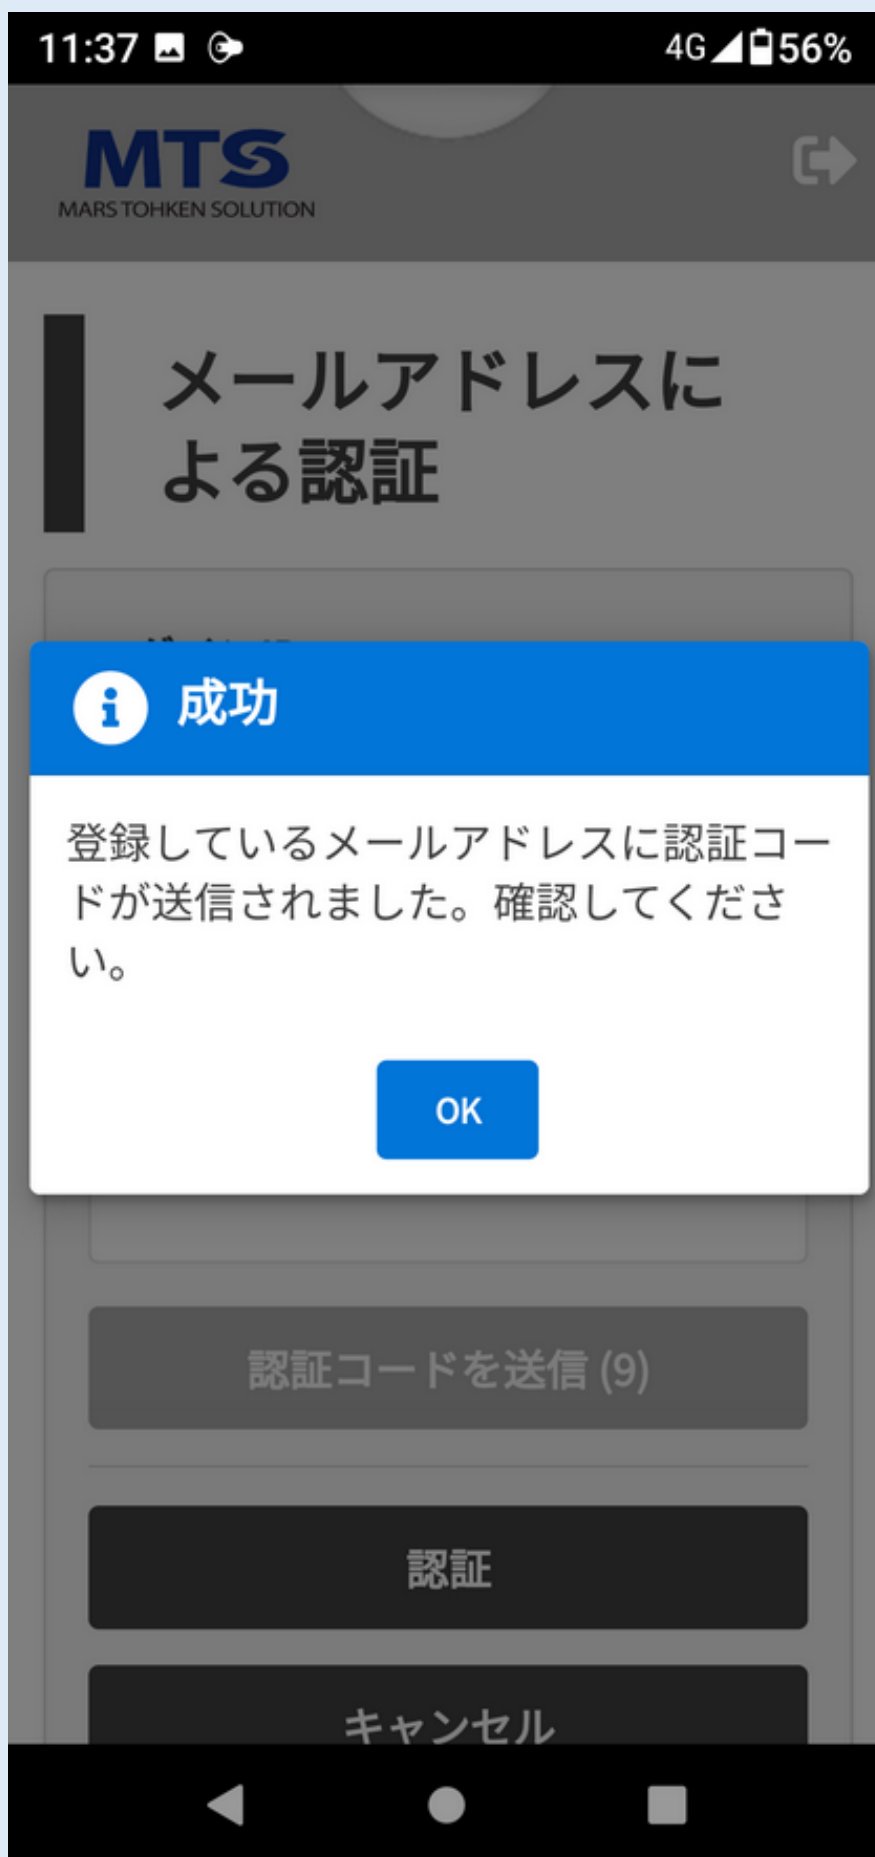 11:37
4G 56%
MTS
MARS TOHKEN SOLUTION
メールアドレスに
よる認証
成功
登録しているメールアドレスに認証コー
ドが送信されました。確認してくださ
い。
OK
認証コードを送信 (9)
認証
キャンセル